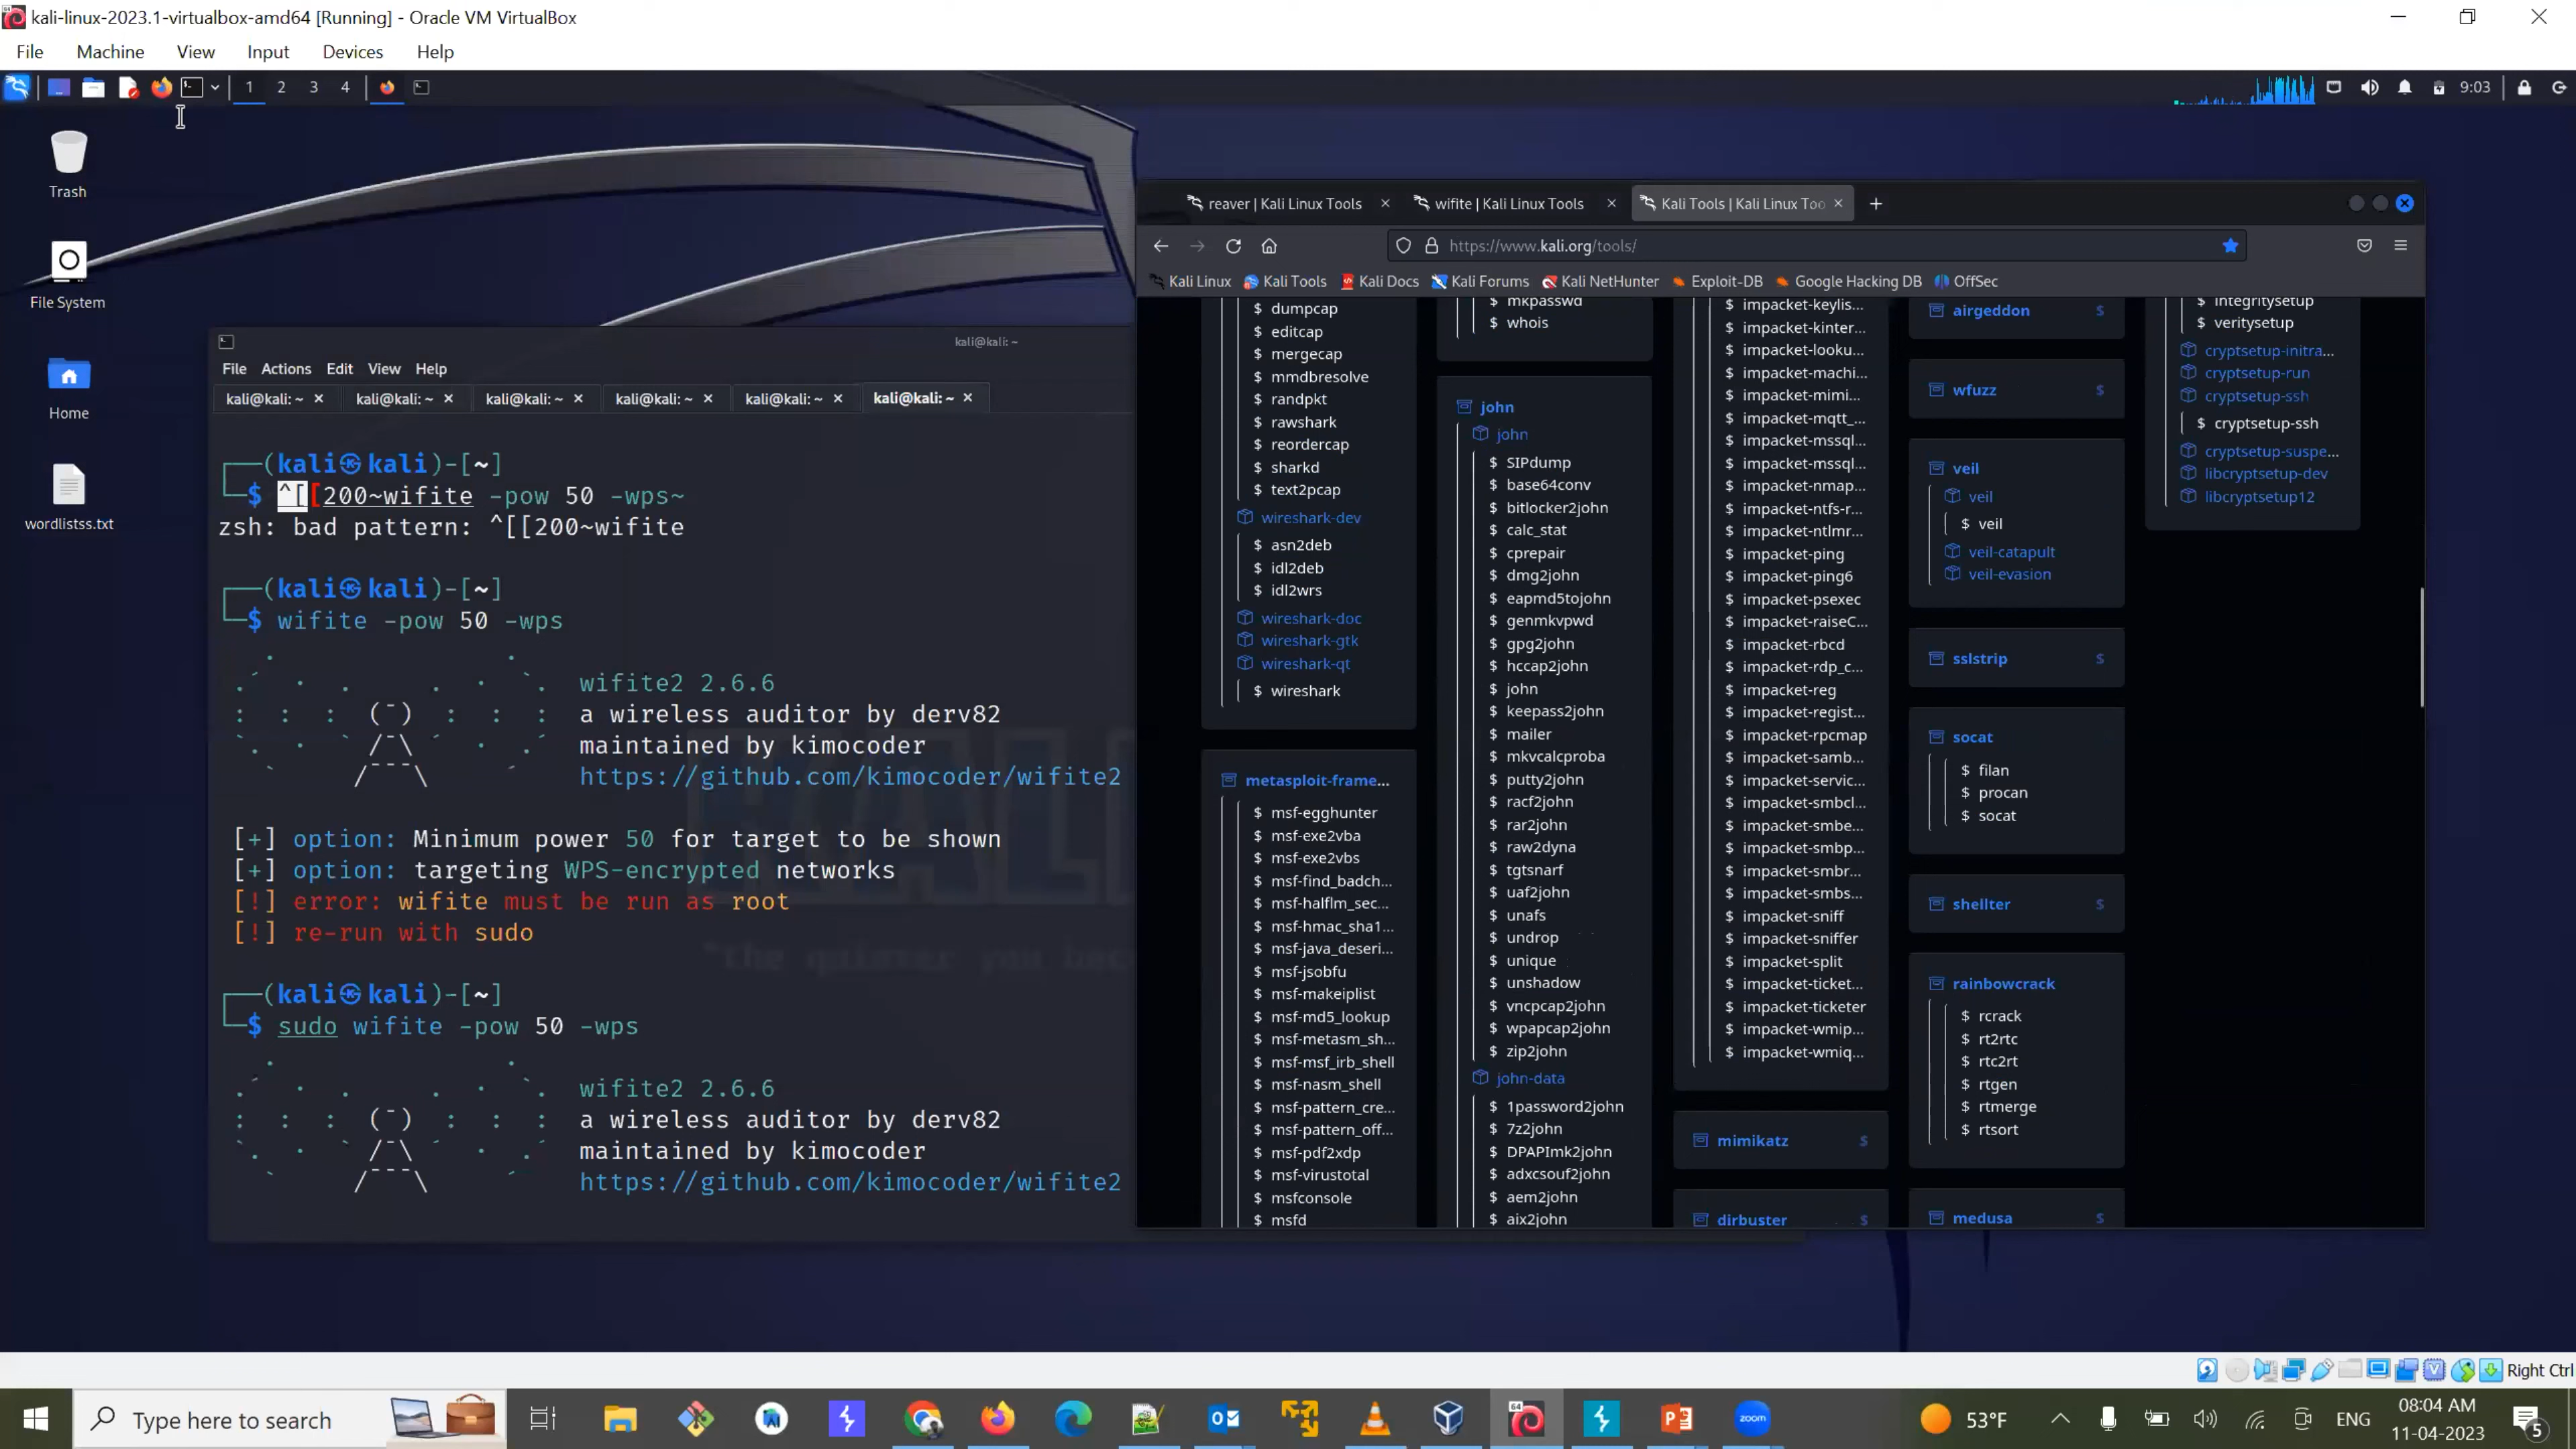 kali-linux-2023.1-virtualbox-amd64 [Running] - Oracle VM VirtualBox
File Machine View Input Devices Help
1 2 3 4
9:03
Trash
File System
Home
wordlistss.txt
kali@kali: ~
File Actions Edit View Help
kali@kali: ~ × kali@kali: ~ × kali@kali: ~ × kali@kali: ~ × kali@kali: ~ × kali@kali: ~ ×
┌──(kali㉿kali)-[~]
└─$ ^[[200~wifite -pow 50 -wps~
zsh: bad pattern: ^[[200~wifite
┌──(kali㉿kali)-[~]
└─$ wifite -pow 50 -wps
wifite2 2.6.6
a wireless auditor by derv82
maintained by kimocoder
https://github.com/kimocoder/wifite2
[+] option: Minimum power 50 for target to be shown
[+] option: targeting WPS-encrypted networks
[!] error: wifite must be run as root
[!] re-run with sudo
┌──(kali㉿kali)-[~]
└─$ sudo wifite -pow 50 -wps
wifite2 2.6.6
a wireless auditor by derv82
maintained by kimocoder
https://github.com/kimocoder/wifite2
reaver | Kali Linux Tools × wifite | Kali Linux Tools × Kali Tools | Kali Linux Too × +
https://www.kali.org/tools/
Kali Linux Kali Tools Kali Docs Kali Forums Kali NetHunter Exploit-DB Google Hacking DB OffSec
$ dumpcap
$ editcap
$ mergecap
$ mmdbresolve
$ randpkt
$ rawshark
$ reordercap
$ sharkd
$ text2pcap
wireshark-dev
$ asn2deb
$ idl2deb
$ idl2wrs
wireshark-doc
wireshark-gtk
wireshark-qt
$ wireshark
metasploit-frame...
$ msf-egghunter
$ msf-exe2vba
$ msf-exe2vbs
$ msf-find_badch...
$ msf-halflm_sec...
$ msf-hmac_sha1...
$ msf-java_deseri...
$ msf-jsobfu
$ msf-makeiplist
$ msf-md5_lookup
$ msf-metasm_sh...
$ msf-msf_irb_shell
$ msf-nasm_shell
$ msf-pattern_cre...
$ msf-pattern_off...
$ msf-pdf2xdp
$ msf-virustotal
$ msfconsole
$ msfd
$ mkpasswd
$ whois
john
john
$ SIPdump
$ base64conv
$ bitlocker2john
$ calc_stat
$ cprepair
$ dmg2john
$ eapmd5tojohn
$ genmkvpwd
$ gpg2john
$ hccap2john
$ john
$ keepass2john
$ mailer
$ mkvcalcproba
$ putty2john
$ racf2john
$ rar2john
$ raw2dyna
$ tgtsnarf
$ uaf2john
$ unafs
$ undrop
$ unique
$ unshadow
$ vncpcap2john
$ wpapcap2john
$ zip2john
john-data
$ 1password2john
$ 7z2john
$ DPAPImk2john
$ adxcsouf2john
$ aem2john
$ aix2john
$ impacket-keylis...
$ impacket-kinter...
$ impacket-looku...
$ impacket-machi...
$ impacket-mimi...
$ impacket-mqtt_...
$ impacket-mssql...
$ impacket-mssql...
$ impacket-nmap...
$ impacket-ntfs-r...
$ impacket-ntlmr...
$ impacket-ping
$ impacket-ping6
$ impacket-psexec
$ impacket-raiseC...
$ impacket-rbcd
$ impacket-rdp_c...
$ impacket-reg
$ impacket-regist...
$ impacket-rpcmap
$ impacket-samb...
$ impacket-servic...
$ impacket-smbcl...
$ impacket-smbe...
$ impacket-smbp...
$ impacket-smbr...
$ impacket-smbs...
$ impacket-sniff
$ impacket-sniffer
$ impacket-split
$ impacket-ticket...
$ impacket-ticketer
$ impacket-wmip...
$ impacket-wmiq...
mimikatz $
dirbuster $
airgeddon $
wfuzz $
veil
veil
$ veil
veil-catapult
veil-evasion
sslstrip $
socat
$ filan
$ procan
$ socat
shellter $
rainbowcrack
$ rcrack
$ rt2rtc
$ rtc2rt
$ rtgen
$ rtmerge
$ rtsort
medusa $
$ integritysetup
$ veritysetup
cryptsetup-initra...
cryptsetup-run
cryptsetup-ssh
$ cryptsetup-ssh
cryptsetup-suspe...
libcryptsetup-dev
libcryptsetup12
Right Ctrl
Type here to search
zoom
53°F
ENG
08:04 AM
11-04-2023
5